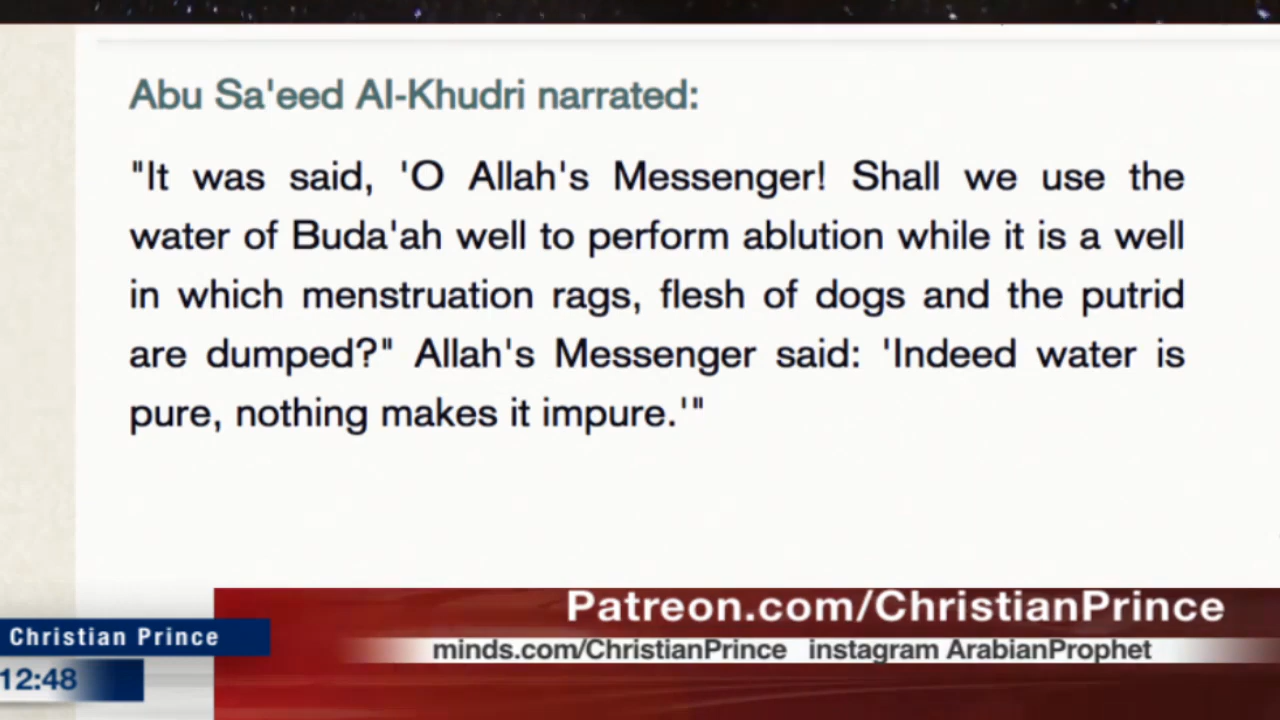 Abu Sa'eed Al-Khudri narrated:
"It was said, 'O Allah's Messenger! Shall we use the
water of Buda'ah well to perform ablution while it is a well
in which menstruation rags, flesh of dogs and the putrid
are dumped?" Allah's Messenger said: 'Indeed water is
pure, nothing makes it impure.'"
Patreon.com/ChristianPrince
Christian Prince
minds.com/ChristianPrince instagram ArabianProphet
12:48